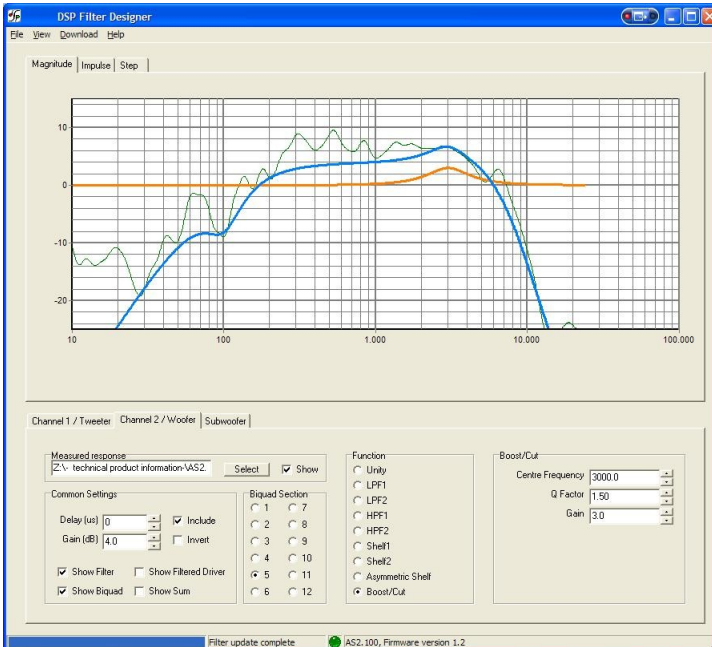 DSP Filter Designer
File View Download Help
Magnitude Impulse Step
10
0
-10
-20
10 100 1.000 10.000 100.000
Channel 1 / Tweeter Channel 2 / Woofer Subwoofer
Measured response
Z:\- technical product information-\AS2. Select Show
Common Settings
Delay (us) 0 Include
Gain (dB) 4.0 Invert
Show Filter Show Filtered Driver
Show Biquad Show Sum
Biquad Section
1 7
2 8
3 9
4 10
5 11
6 12
Function
Unity
LPF1
LPF2
HPF1
HPF2
Shelf1
Shelf2
Asymmetric Shelf
Boost/Cut
Boost/Cut
Centre Frequency 3000.0
Q Factor 1.50
Gain 3.0
Filter update complete AS2.100, Firmware version 1.2